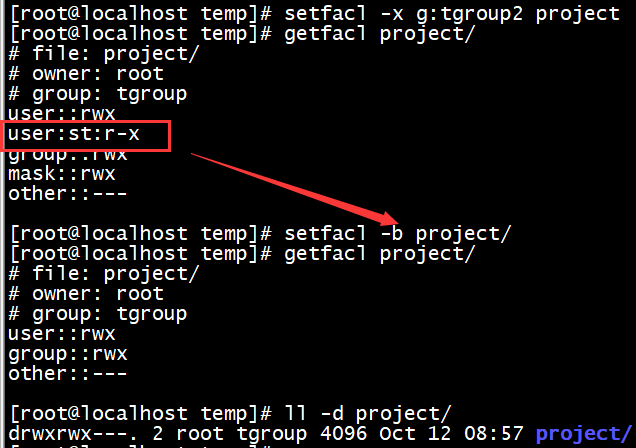 [root@localhost temp]# setfacl -x g:tgroup2 project
[root@localhost temp]# getfacl project/
# file: project/
# owner: root
# group: tgroup
user::rwx
user:st:r-x
group::rwx
mask::rwx
other::---
[root@localhost temp]# setfacl -b project/
[root@localhost temp]# getfacl project/
# file: project/
# owner: root
# group: tgroup
user::rwx
group::rwx
other::---
[root@localhost temp]# ll -d project/
drwxrwx---. 2 root tgroup 4096 Oct 12 08:57 project/